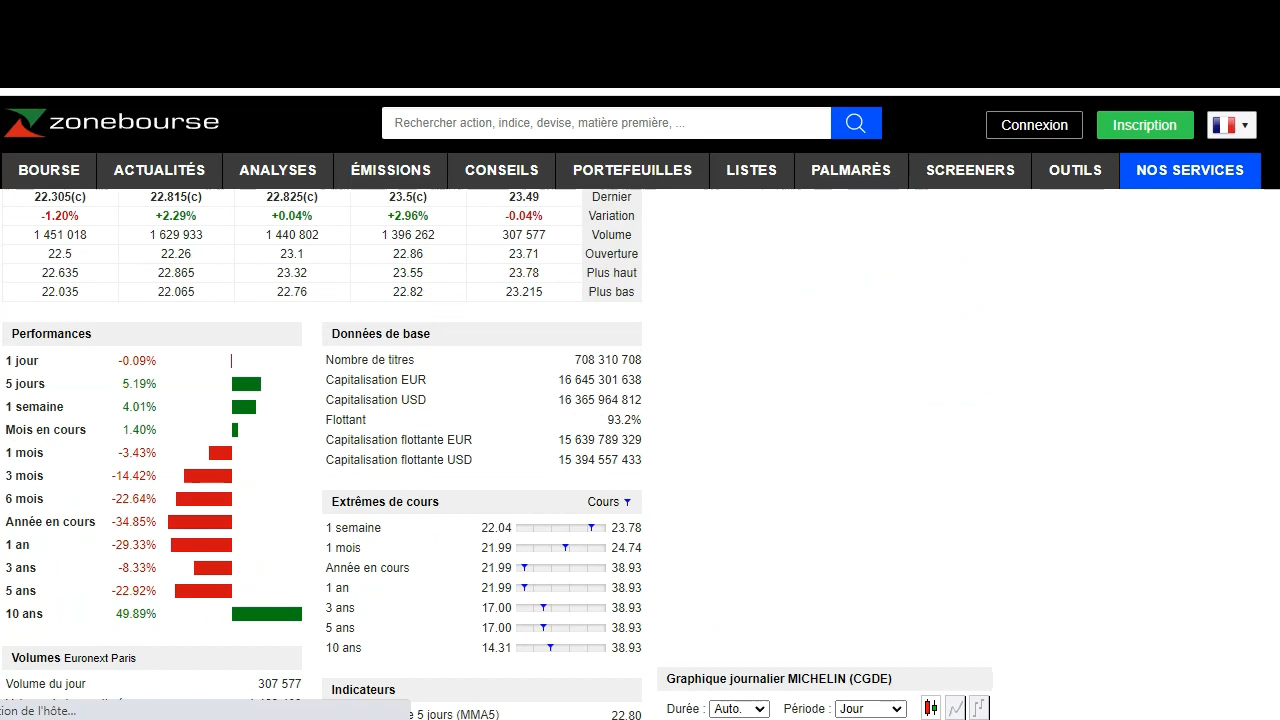 zonebourse
Rechercher action, indice, devise, matière première, ...
Connexion
Inscription
BOURSE ACTUALITÉS ANALYSES ÉMISSIONS CONSEILS PORTEFEUILLES LISTES PALMARÈS SCREENERS OUTILS NOS SERVICES
22.305(c) 22.815(c) 22.825(c) 23.5(c) 23.49 Dernier
-1.20% +2.29% +0.04% +2.96% -0.04% Variation
1 451 018 1 629 933 1 440 802 1 396 262 307 577 Volume
22.5 22.26 23.1 22.86 23.71 Ouverture
22.635 22.865 23.32 23.55 23.78 Plus haut
22.035 22.065 22.76 22.82 23.215 Plus bas
Performances
1 jour -0.09%
5 jours 5.19%
1 semaine 4.01%
Mois en cours 1.40%
1 mois -3.43%
3 mois -14.42%
6 mois -22.64%
Année en cours -34.85%
1 an -29.33%
3 ans -8.33%
5 ans -22.92%
10 ans 49.89%
Volumes Euronext Paris
Volume du jour 307 577
Données de base
Nombre de titres 708 310 708
Capitalisation EUR 16 645 301 638
Capitalisation USD 16 365 964 812
Flottant 93.2%
Capitalisation flottante EUR 15 639 789 329
Capitalisation flottante USD 15 394 557 433
Extrêmes de cours Cours
1 semaine 22.04 23.78
1 mois 21.99 24.74
Année en cours 21.99 38.93
1 an 21.99 38.93
3 ans 17.00 38.93
5 ans 17.00 38.93
10 ans 14.31 38.93
Indicateurs
e 5 jours (MMA5) 22.80
Graphique journalier MICHELIN (CGDE)
Durée : Auto. Période : Jour
tion de l'hôte...